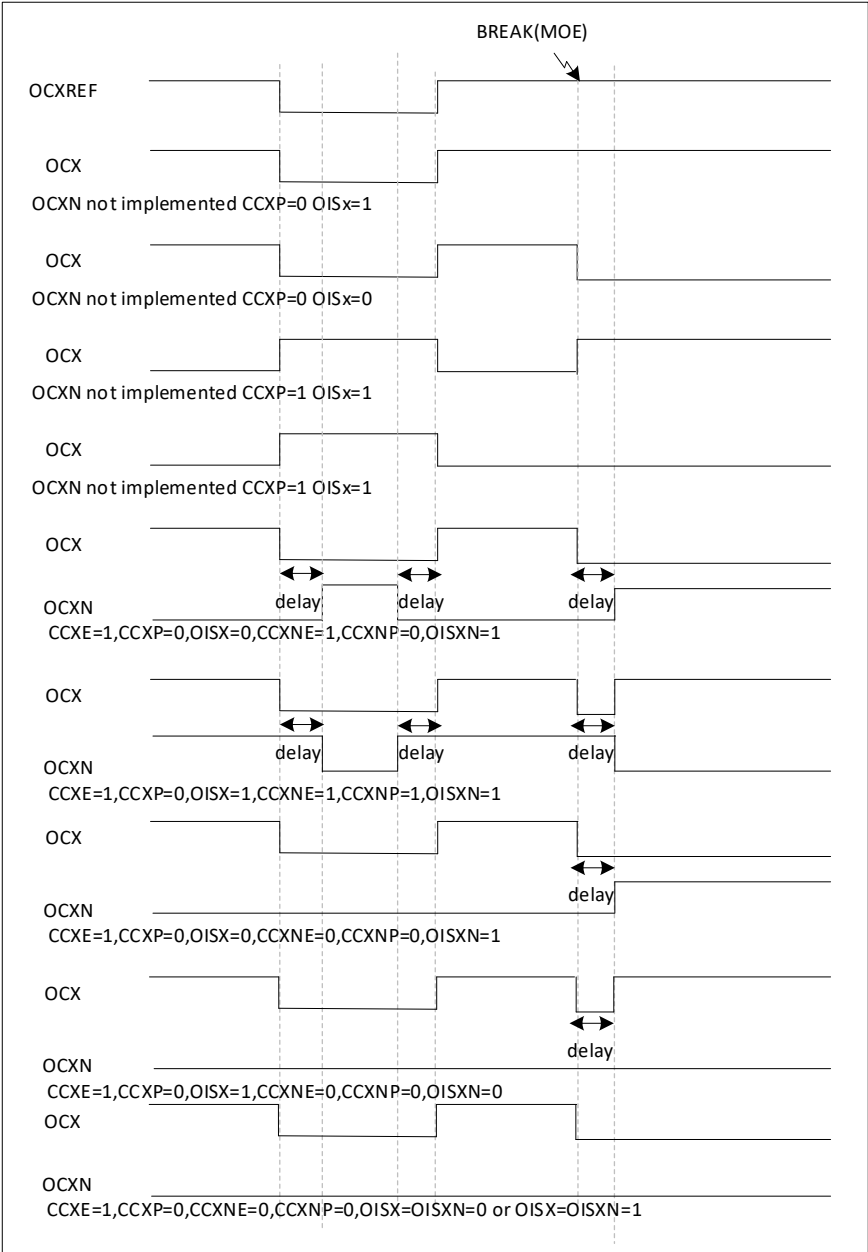 BREAK(MOE)
OCXREF
OCX
OCXN not implemented CCXP=0 OISx=1
OCX
OCXN not implemented CCXP=0 OISx=0
OCX
OCXN not implemented CCXP=1 OISx=1
OCX
OCXN not implemented CCXP=1 OISx=1
OCX
delay delay delay
OCXN
CCXE=1,CCXP=0,OISX=0,CCXNE=1,CCXNP=0,OISXN=1
OCX
delay delay delay
OCXN
CCXE=1,CCXP=0,OISX=1,CCXNE=1,CCXNP=1,OISXN=1
OCX
delay
OCXN
CCXE=1,CCXP=0,OISX=0,CCXNE=0,CCXNP=0,OISXN=1
OCX
delay
OCXN
CCXE=1,CCXP=0,OISX=1,CCXNE=0,CCXNP=0,OISXN=0
OCX
OCXN
CCXE=1,CCXP=0,CCXNE=0,CCXNP=0,OISX=OISXN=0 or OISX=OISXN=1